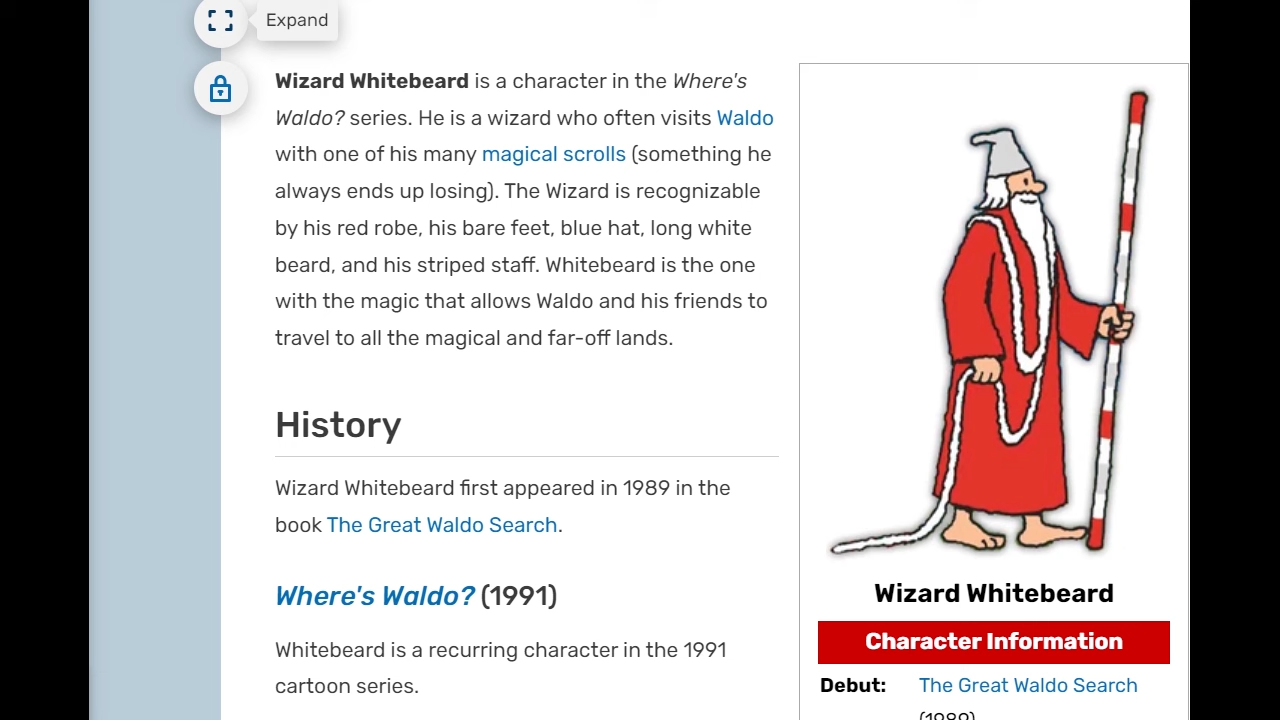 Expand
Wizard Whitebeard is a character in the Where's
Waldo? series. He is a wizard who often visits Waldo
with one of his many magical scrolls (something he
always ends up losing). The Wizard is recognizable
by his red robe, his bare feet, blue hat, long white
beard, and his striped staff. Whitebeard is the one
with the magic that allows Waldo and his friends to
travel to all the magical and far-off lands.
History
Wizard Whitebeard first appeared in 1989 in the
book The Great Waldo Search.
Where's Waldo? (1991)
Whitebeard is a recurring character in the 1991
cartoon series.
Wizard Whitebeard
Character Information
Debut: The Great Waldo Search
(1989)